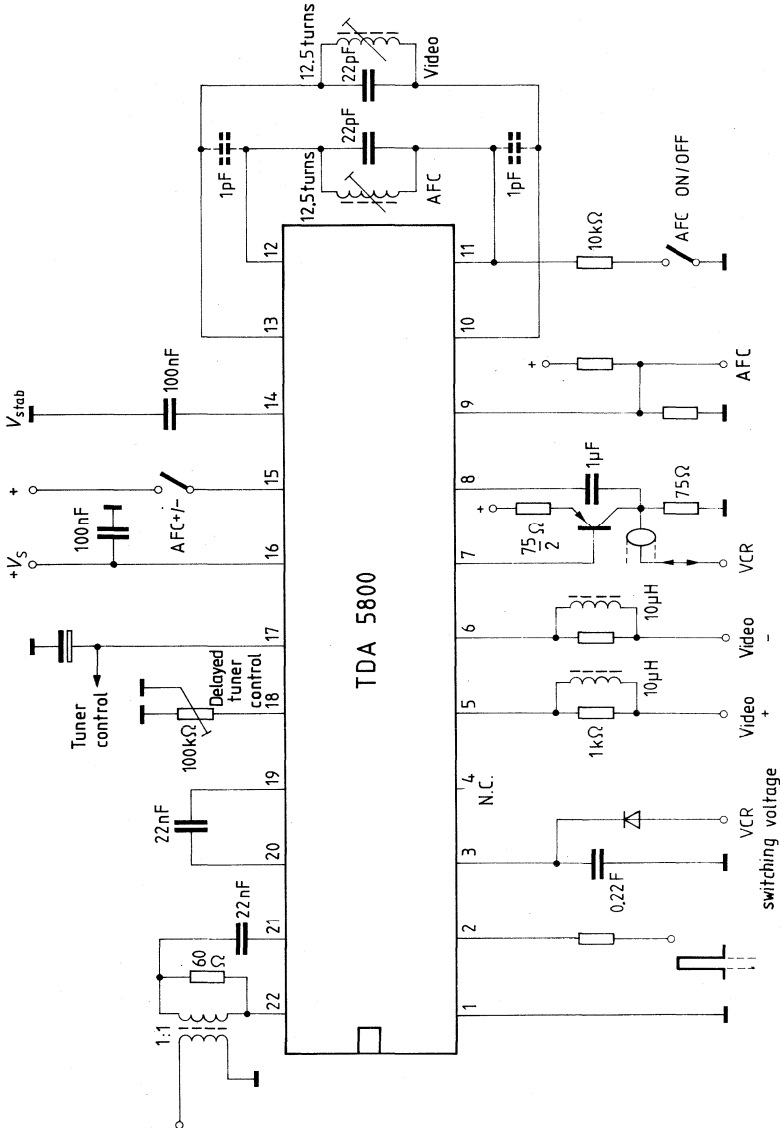 1:1
60
Ω
22nF
22
21
22nF
20
19
100kΩ
Delayed
tuner
control
18
Tuner
control
17
+V_S
100nF
16
+
AFC+/-
15
V_stab
100nF
14
13
12
1pF
1pF
12,5turns
22pF
AFC
12,5turns
22pF
Video
TDA 5800
1
2
3
0,22F
VCR
switching voltage
4
N.C.
5
1kΩ
10µH
Video
+
6
10µH
Video
-
7
8
+
75Ω
2
1µF
75Ω
VCR
9
+
AFC
10
11
10kΩ
AFC ON/OFF